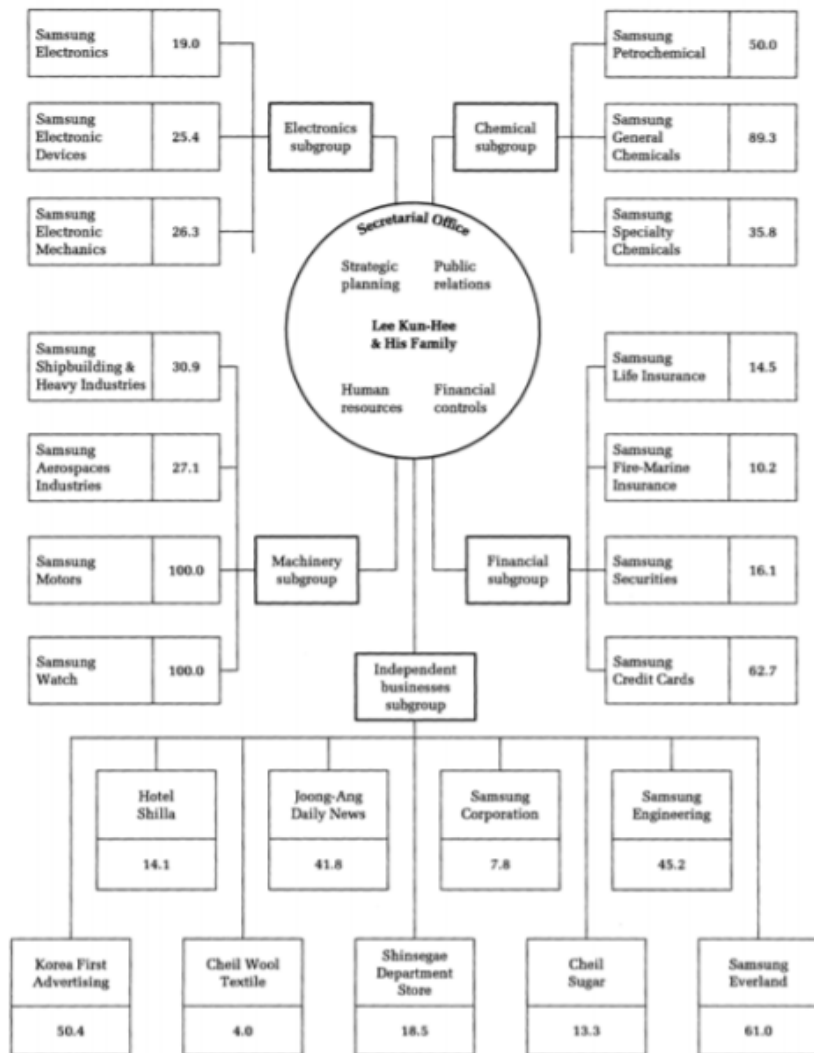 Samsung
Electronics
19.0
Samsung
Electronic
Devices
25.4
Samsung
Electronic
Mechanics
26.3
Electronics
subgroup
Chemical
subgroup
Samsung
Petrochemical
50.0
Samsung
General
Chemicals
89.3
Samsung
Specialty
Chemicals
35.8
Secretarial Office
Strategic
planning
Public
relations
Lee Kun-Hee
& His Family
Human
resources
Financial
controls
Samsung
Shipbuilding &
Heavy Industries
30.9
Samsung
Aerospaces
Industries
27.1
Samsung
Motors
100.0
Samsung
Watch
100.0
Machinery
subgroup
Financial
subgroup
Samsung
Life Insurance
14.5
Samsung
Fire-Marine
Insurance
10.2
Samsung
Securities
16.1
Samsung
Credit Cards
62.7
Independent
businesses
subgroup
Hotel
Shilla
14.1
Joong-Ang
Daily News
41.8
Samsung
Corporation
7.8
Samsung
Engineering
45.2
Korea First
Advertising
50.4
Cheil Wool
Textile
4.0
Shinsegae
Department
Store
18.5
Cheil
Sugar
13.3
Samsung
Everland
61.0